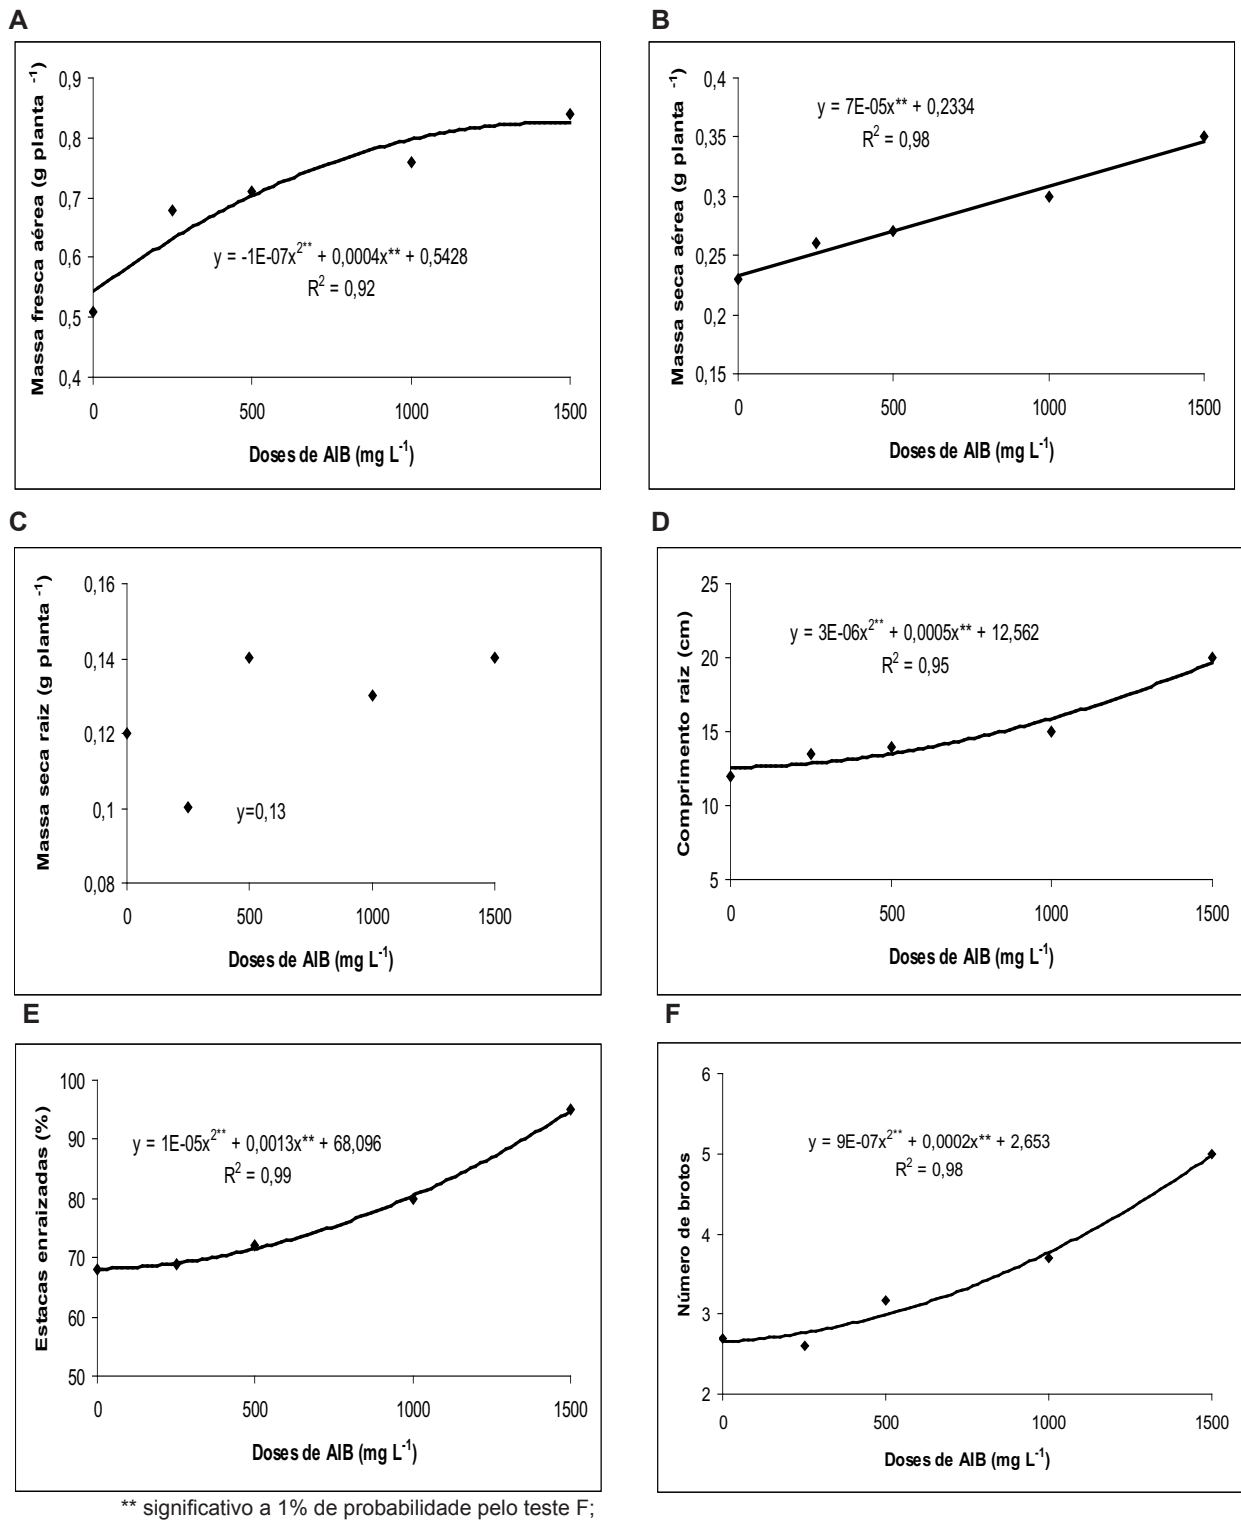 A
Massa fresca aérea (g planta ⁻¹)
0,9
0,8
0,7
0,6
0,5
0,4
y = -1E-07x²** + 0,0004x** + 0,5428
R² = 0,92
0 500 1000 1500
Doses de AIB (mg L⁻¹)
B
Massa seca aérea (g planta ⁻¹)
0,4
0,35
0,3
0,25
0,2
0,15
y = 7E-05x** + 0,2334
R² = 0,98
0 500 1000 1500
Doses de AIB (mg L⁻¹)
C
Massa seca raiz (g planta ⁻¹)
0,16
0,14
0,12
0,1
0,08
y=0,13
0 500 1000 1500
Doses de AIB (mg L⁻¹)
D
Comprimento raiz (cm)
25
20
15
10
5
y = 3E-06x²** + 0,0005x** + 12,562
R² = 0,95
0 500 1000 1500
Doses de AIB (mg L⁻¹)
E
Estacas enraizadas (%)
100
90
80
70
60
50
y = 1E-05x²** + 0,0013x** + 68,096
R² = 0,99
0 500 1000 1500
Doses de AIB (mg L⁻¹)
F
Número de brotos
6
5
4
3
2
y = 9E-07x²** + 0,0002x** + 2,653
R² = 0,98
0 500 1000 1500
Doses de AIB (mg L⁻¹)
** significativo a 1% de probabilidade pelo teste F;